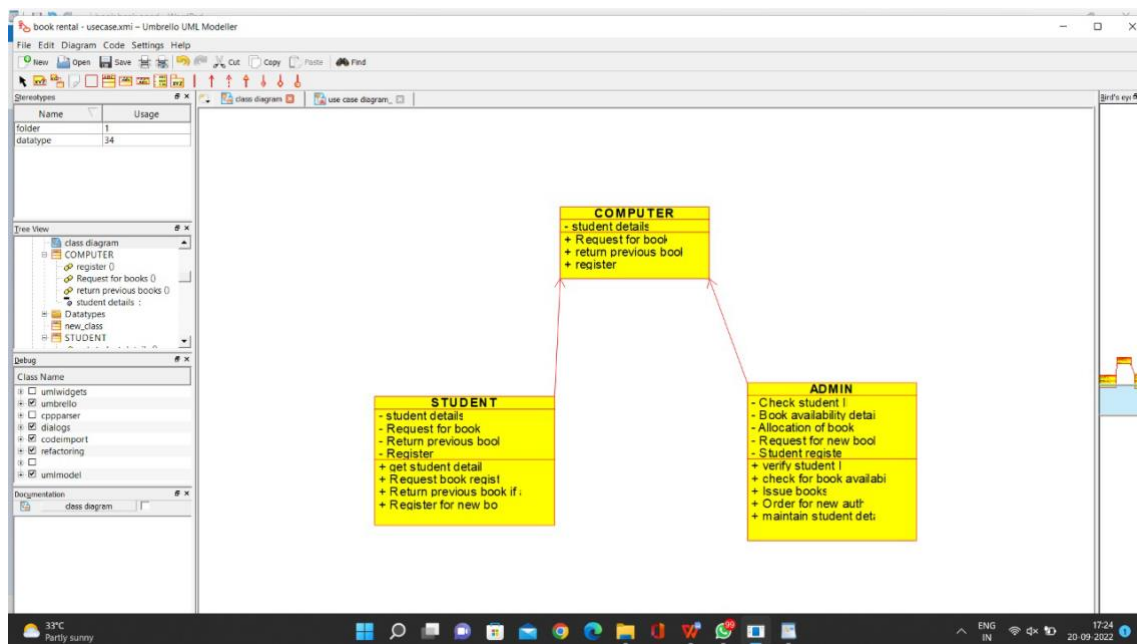 book rental - usecase.xmi – Umbrello UML Modeller
File Edit Diagram Code Settings Help
New Open Save Cut Copy Paste Find
Stereotypes
class diagram use case diagram_
Bird's eye
Name Usage
folder 1
datatype 34
Tree View
class diagram
COMPUTER
register ()
Request for books ()
return previous books ()
student details :
Datatypes
new_class
STUDENT
Debug
Class Name
umlwidgets
umbrello
cppparser
dialogs
codeimport
refactoring
umlmodel
Documentation
class diagram
COMPUTER
- student details
+ Request for book
+ return previous bool
+ register
STUDENT
- student details
- Request for book
- Return previous bool
- Register
+ get student detail
+ Request book regist
+ Return previous book if
+ Register for new bo
ADMIN
- Check student I
- Book availability detai
- Allocation of book
- Request for new bool
- Student registe
+ verify student I
+ check for book availabi
+ Issue books
+ Order for new auth
+ maintain student det
33°C
Partly sunny
99
ENG
IN
17:24
20-09-2022
1